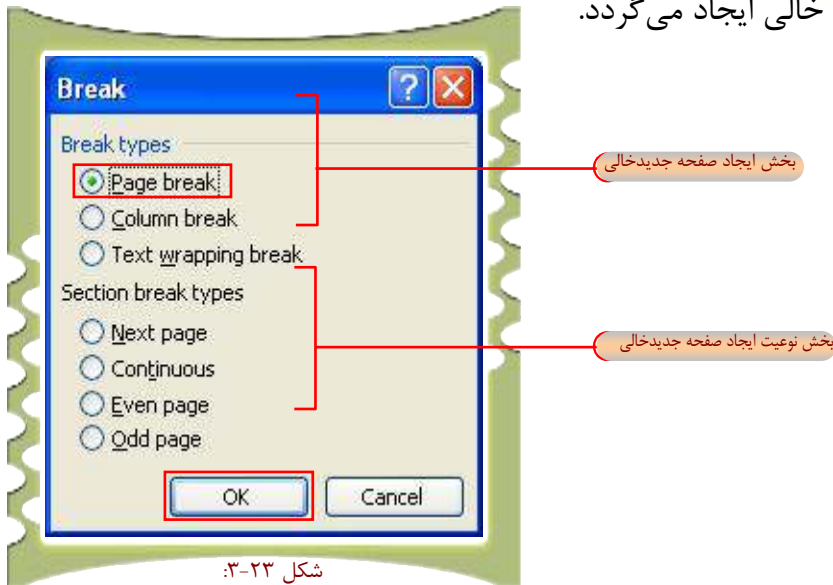 خالی ایجاد می‌گردد.
Break
Break types
Page break
بخش ایجاد صفحه جدیدخالی
Column break
Text wrapping break
Section break types
Next page
بخش نوعیت ایجاد صفحه جدیدخالی
Continuous
Even page
Odd page
OK
Cancel
شکل ۲۳-۳: